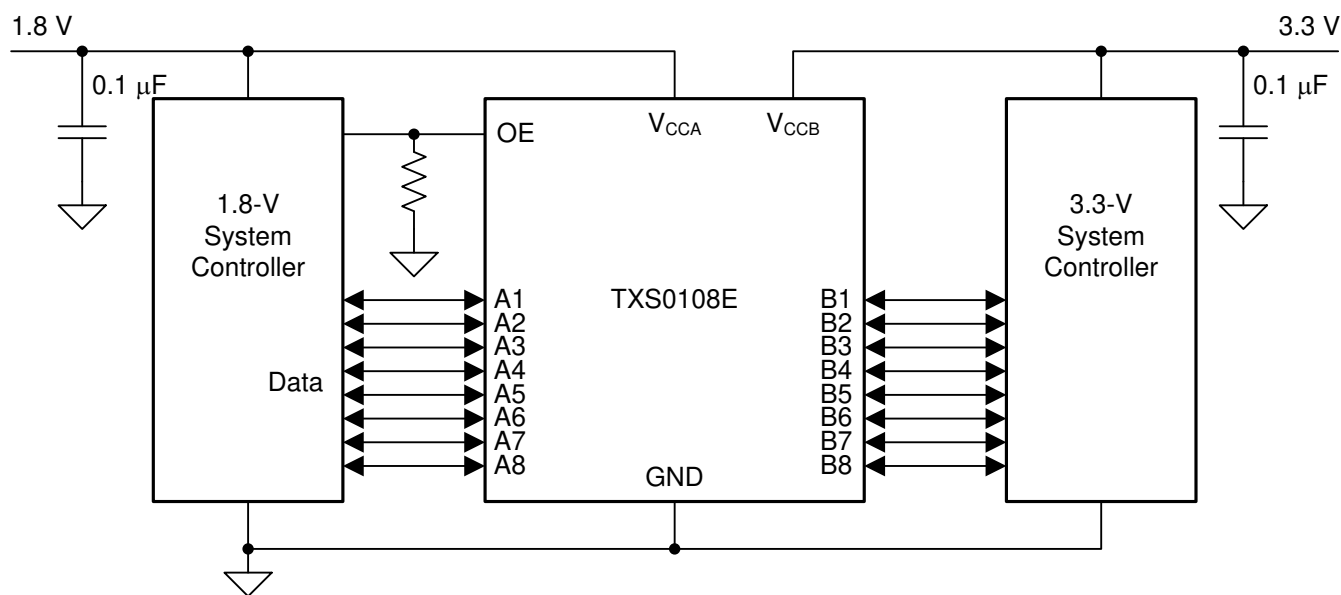 1.8 V
3.3 V
0.1 μF
0.1 μF
OE
VCCA
VCCB
1.8-V
System
Controller
3.3-V
System
Controller
TXS0108E
Data
A1
A2
A3
A4
A5
A6
A7
A8
B1
B2
B3
B4
B5
B6
B7
B8
GND